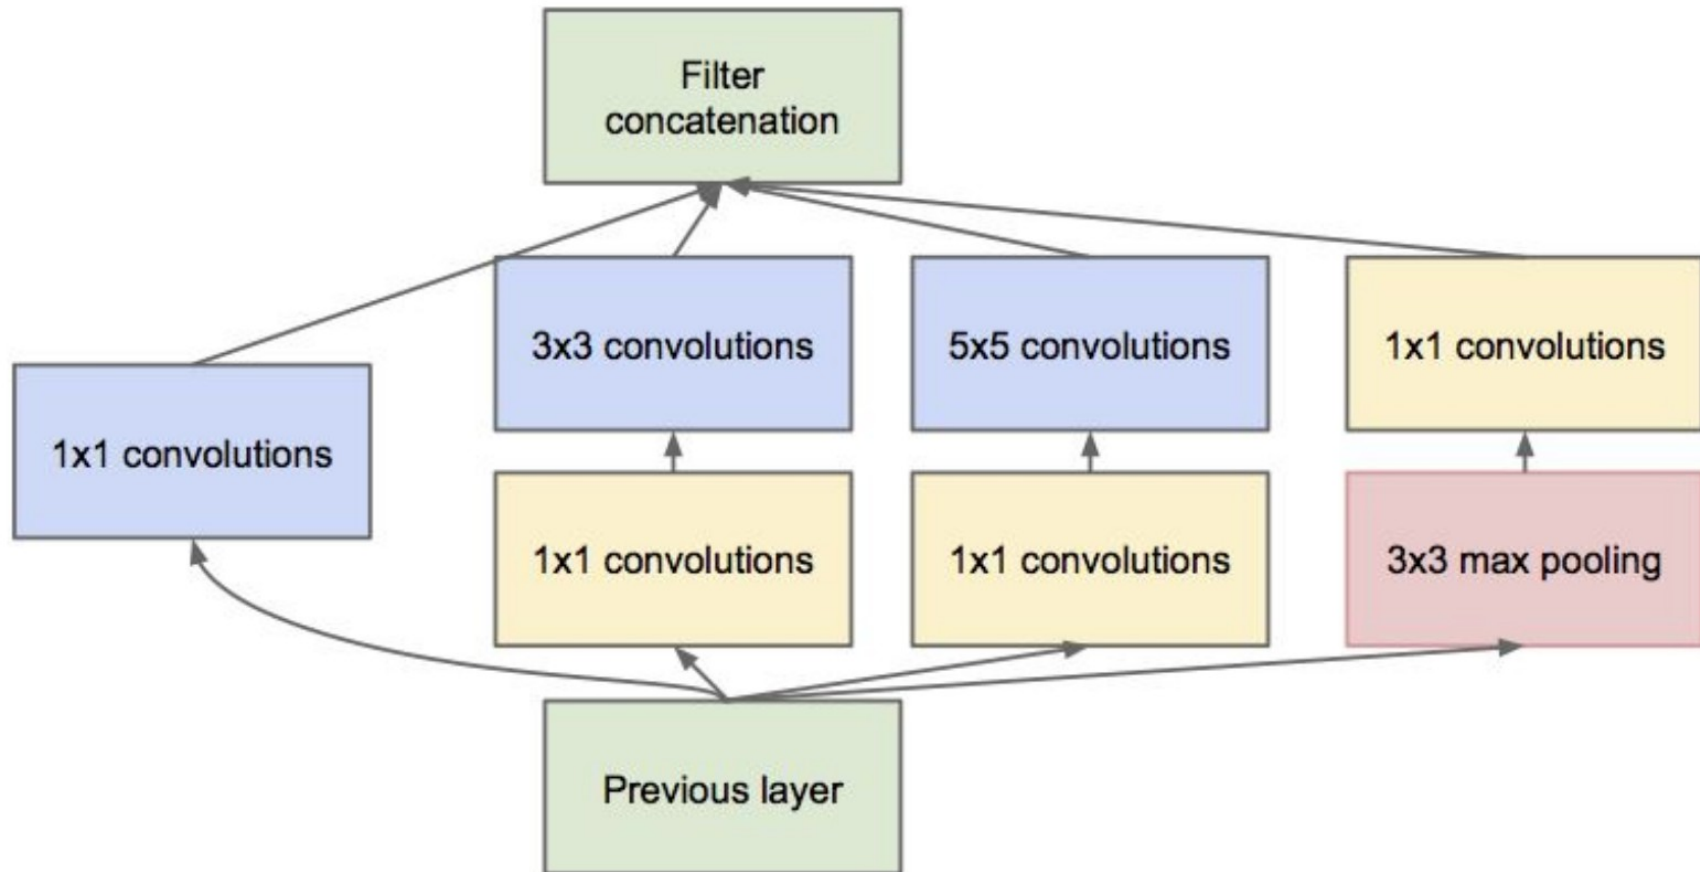 Filter
concatenation
3x3 convolutions
5x5 convolutions
1x1 convolutions
1x1 convolutions
1x1 convolutions
1x1 convolutions
3x3 max pooling
Previous layer